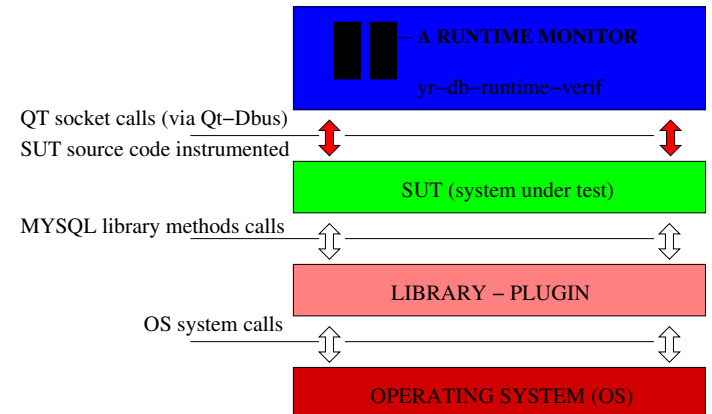 A RUNTIME MONITOR
yr−db−runtime−verif
QT socket calls (via Qt−Dbus)
SUT source code instrumented
SUT (system under test)
MYSQL library methods calls
LIBRARY − PLUGIN
OS system calls
OPERATING SYSTEM (OS)